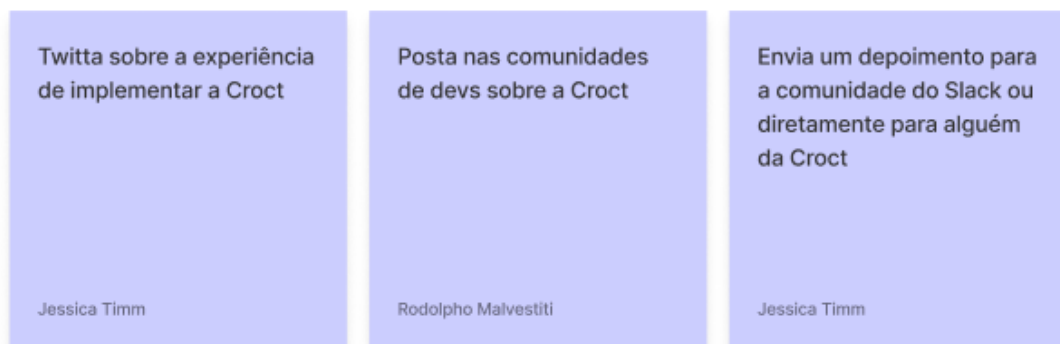 Twitta sobre a experiência
de implementar a Croct
Jessica Timm
Posta nas comunidades
de devs sobre a Croct
Rodolpho Malvestiti
Envia um depoimento para
a comunidade do Slack ou
diretamente para alguém
da Croct
Jessica Timm